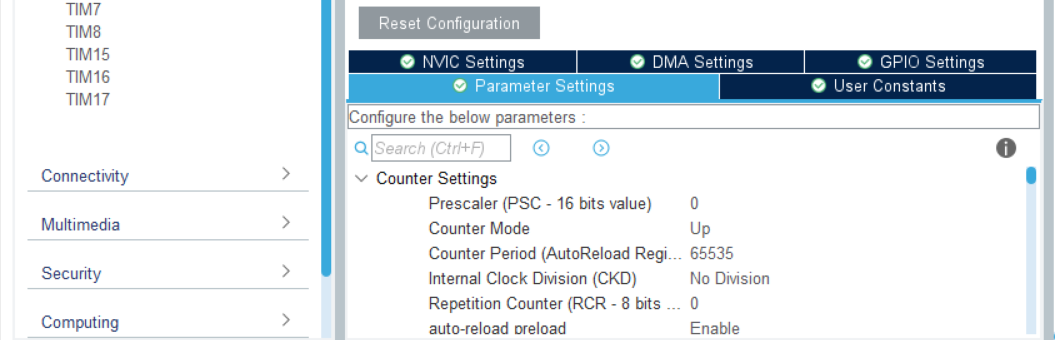 TIM7
TIM8
TIM15
TIM16
TIM17
Connectivity
Multimedia
Security
Computing
Reset Configuration
NVIC Settings
DMA Settings
GPIO Settings
Parameter Settings
User Constants
Configure the below parameters :
Search (Ctrl+F)
Counter Settings
Prescaler (PSC - 16 bits value) 0
Counter Mode Up
Counter Period (AutoReload Regi... 65535
Internal Clock Division (CKD) No Division
Repetition Counter (RCR - 8 bits ... 0
auto-reload preload Enable